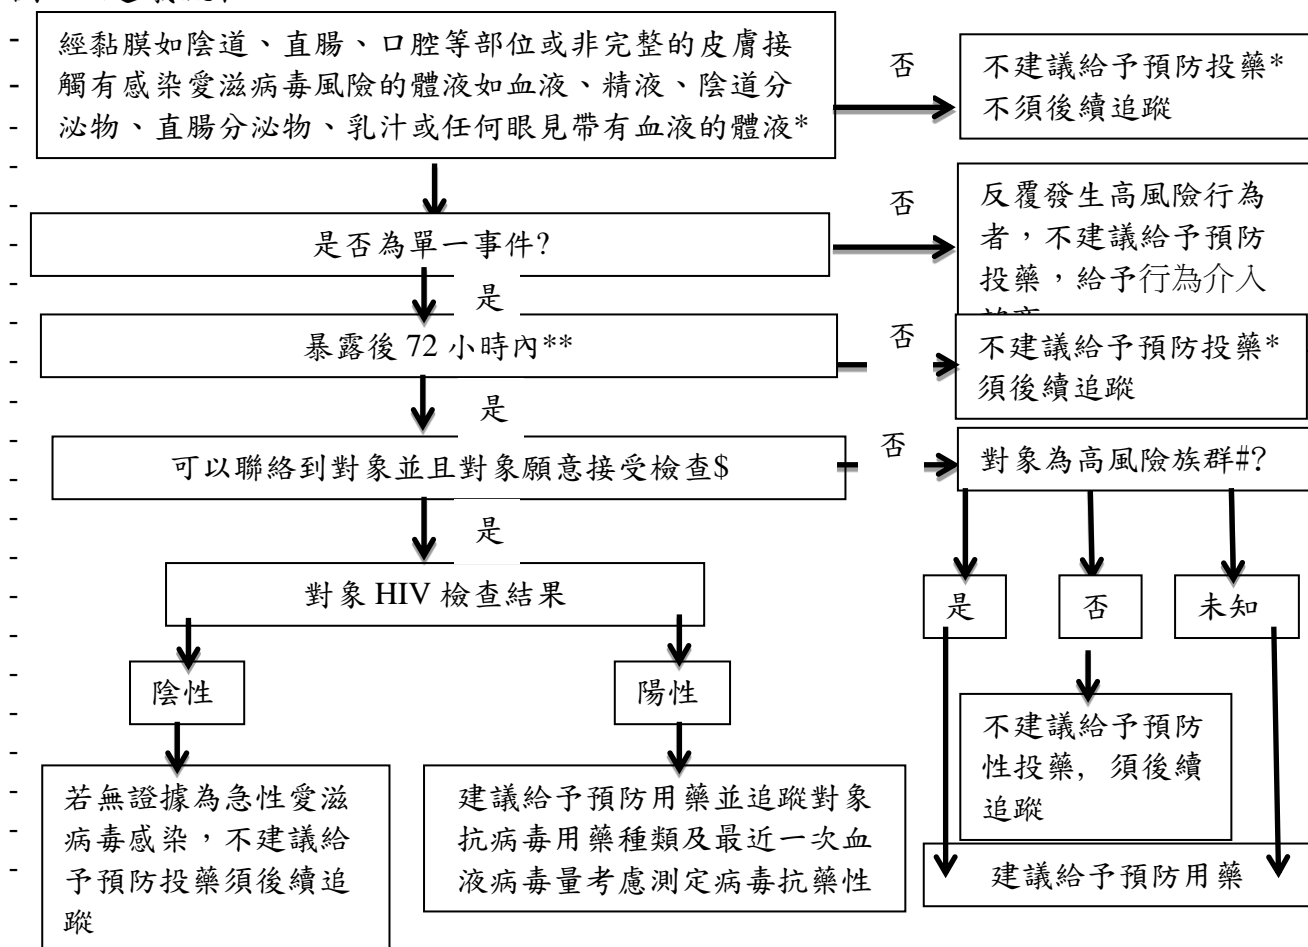 經黏膜如陰道、直腸、口腔等部位或非完整的皮膚接
觸有感染愛滋病毒風險的體液如血液、精液、陰道分
泌物、直腸分泌物、乳汁或任何眼見帶有血液的體液*
否
不建議給予預防投藥*
不須後續追蹤
是否為單一事件?
否
反覆發生高風險行為
者，不建議給予預防
投藥，給予行為介入
是
暴露後 72 小時內**
否
不建議給予預防投藥*
須後續追蹤
是
可以聯絡到對象並且對象願意接受檢查$
否
對象為高風險族群#?
是
對象 HIV 檢查結果
是
否
未知
陰性
陽性
不建議給予預防
性投藥, 須後續
追蹤
若無證據為急性愛滋
病毒感染，不建議給
予預防投藥須後續追
蹤
建議給予預防用藥並追蹤對象
抗病毒用藥種類及最近一次血
液病毒量考慮測定病毒抗藥性
建議給予預防用藥